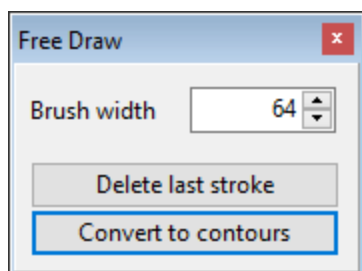 Free Draw
Brush width 64
Delete last stroke
Convert to contours